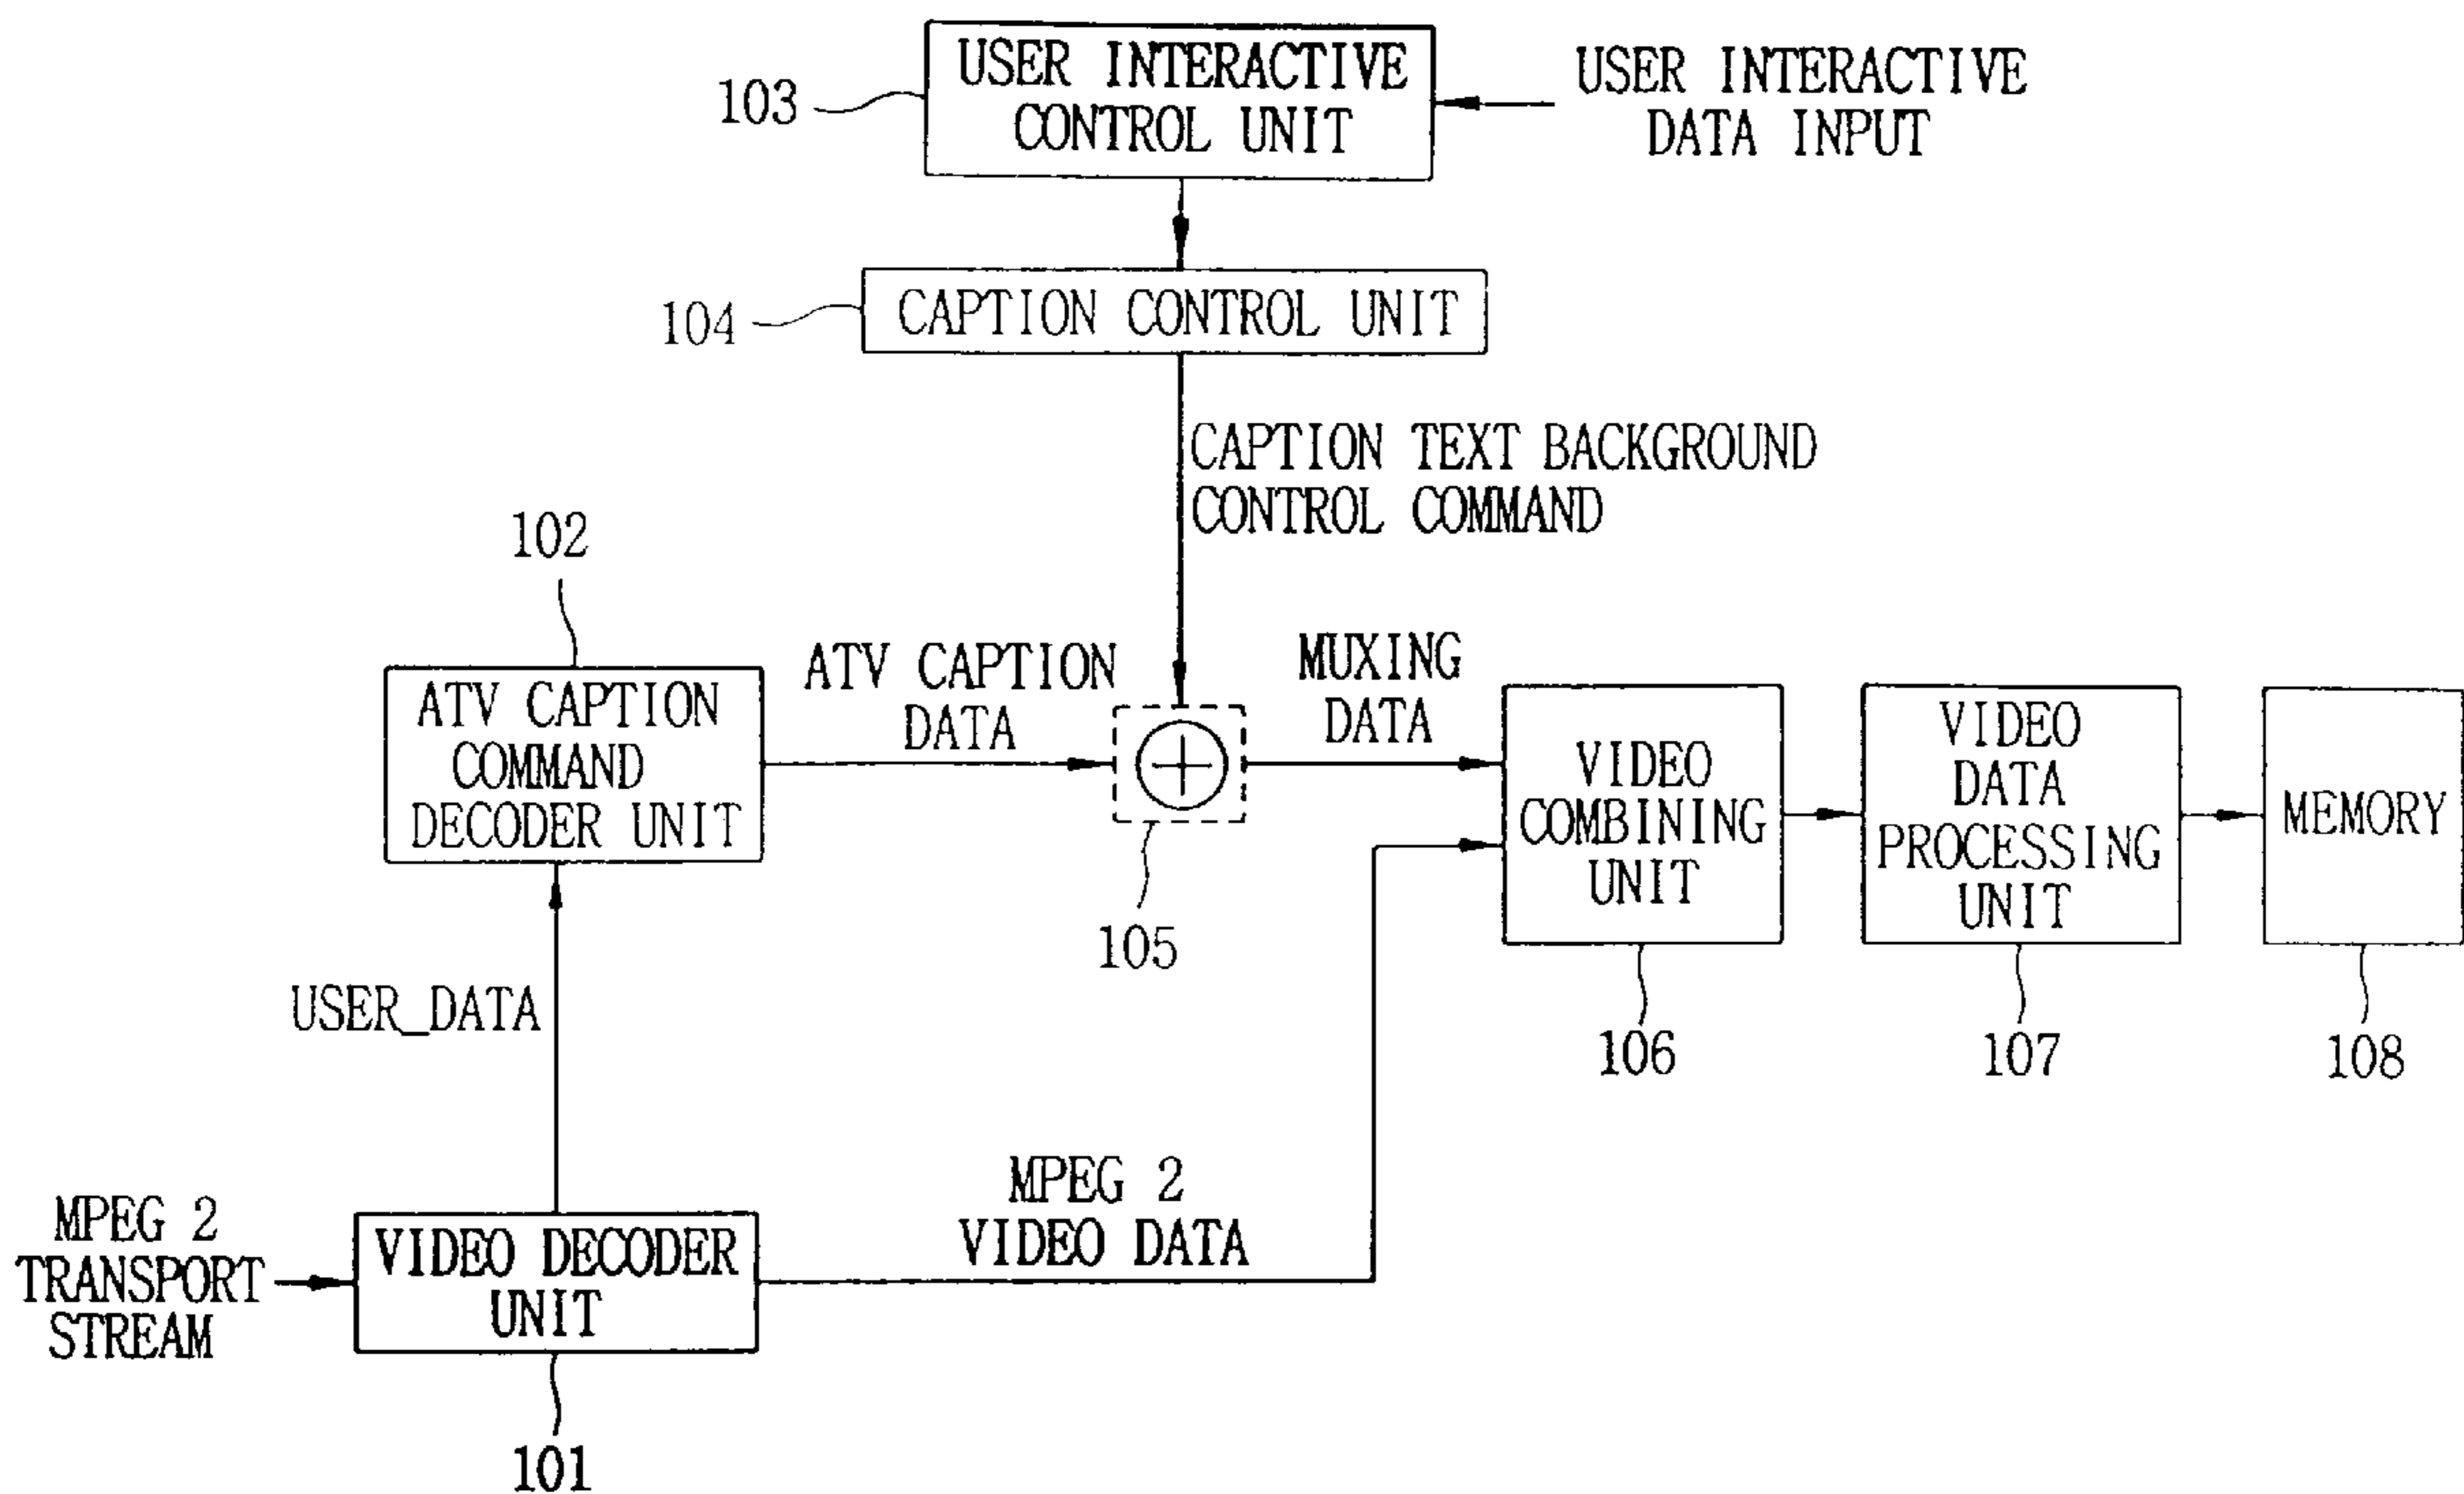 USER INTERACTIVE
CONTROL UNIT
103
USER INTERACTIVE
DATA INPUT
CAPTION CONTROL UNIT
104
CAPTION TEXT BACKGROUND
CONTROL COMMAND
102
ATV CAPTION
COMMAND
DECODER UNIT
ATV CAPTION
DATA
105
MUXING
DATA
VIDEO
COMBINING
UNIT
106
VIDEO
DATA
PROCESSING
UNIT
107
MEMORY
108
USER_DATA
MPEG 2
TRANSPORT
STREAM
VIDEO DECODER
UNIT
101
MPEG 2
VIDEO DATA